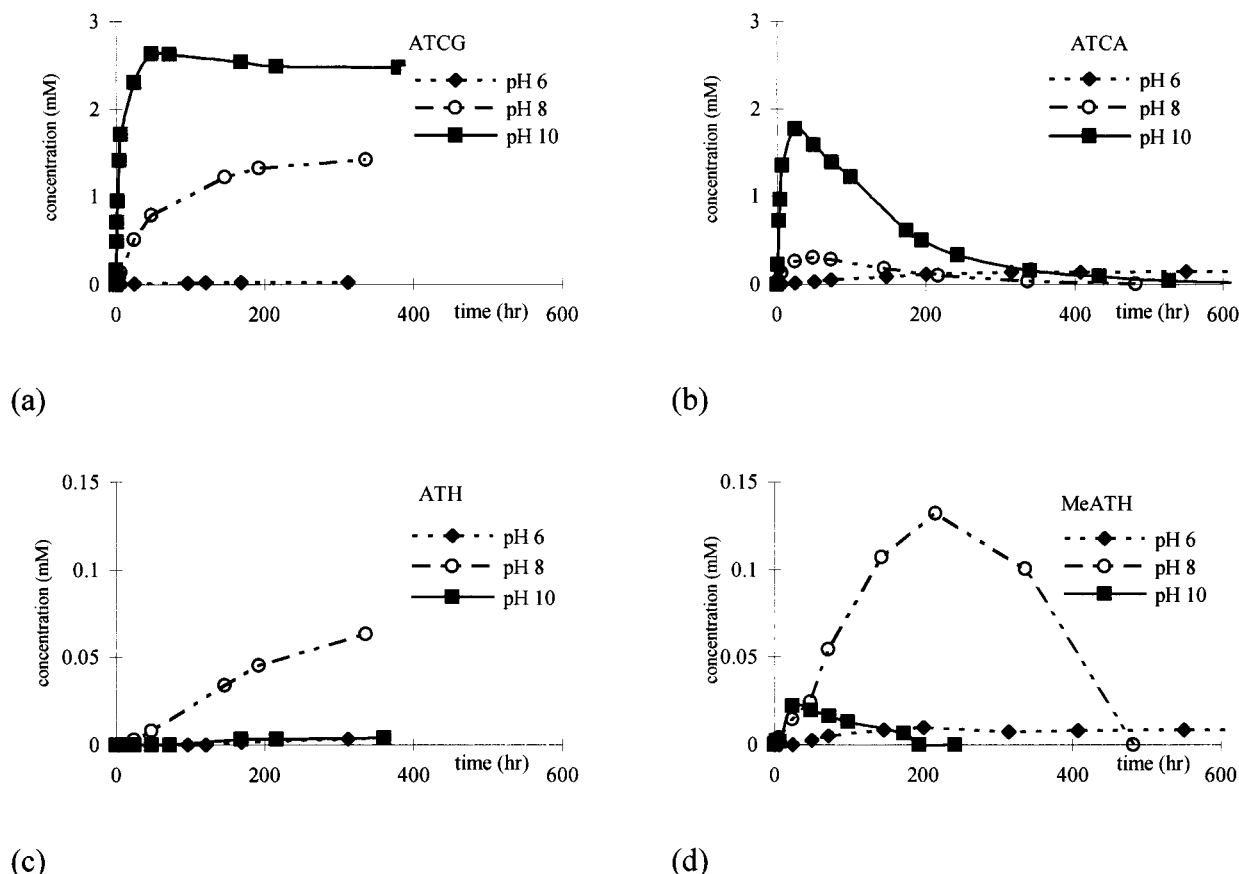 ATCG
pH 6
pH 8
pH 10
concentration (mM)
3
2
1
0
0
200
400
600
time (hr)
(a)
ATCA
pH 6
pH 8
pH 10
concentration (mM)
3
2
1
0
0
200
400
600
time (hr)
(b)
ATH
pH 6
pH 8
pH 10
concentration (mM)
0.15
0.1
0.05
0
0
200
400
600
time (hr)
(c)
MeATH
pH 6
pH 8
pH 10
concentration (mM)
0.15
0.1
0.05
0
0
200
400
600
time (hr)
(d)